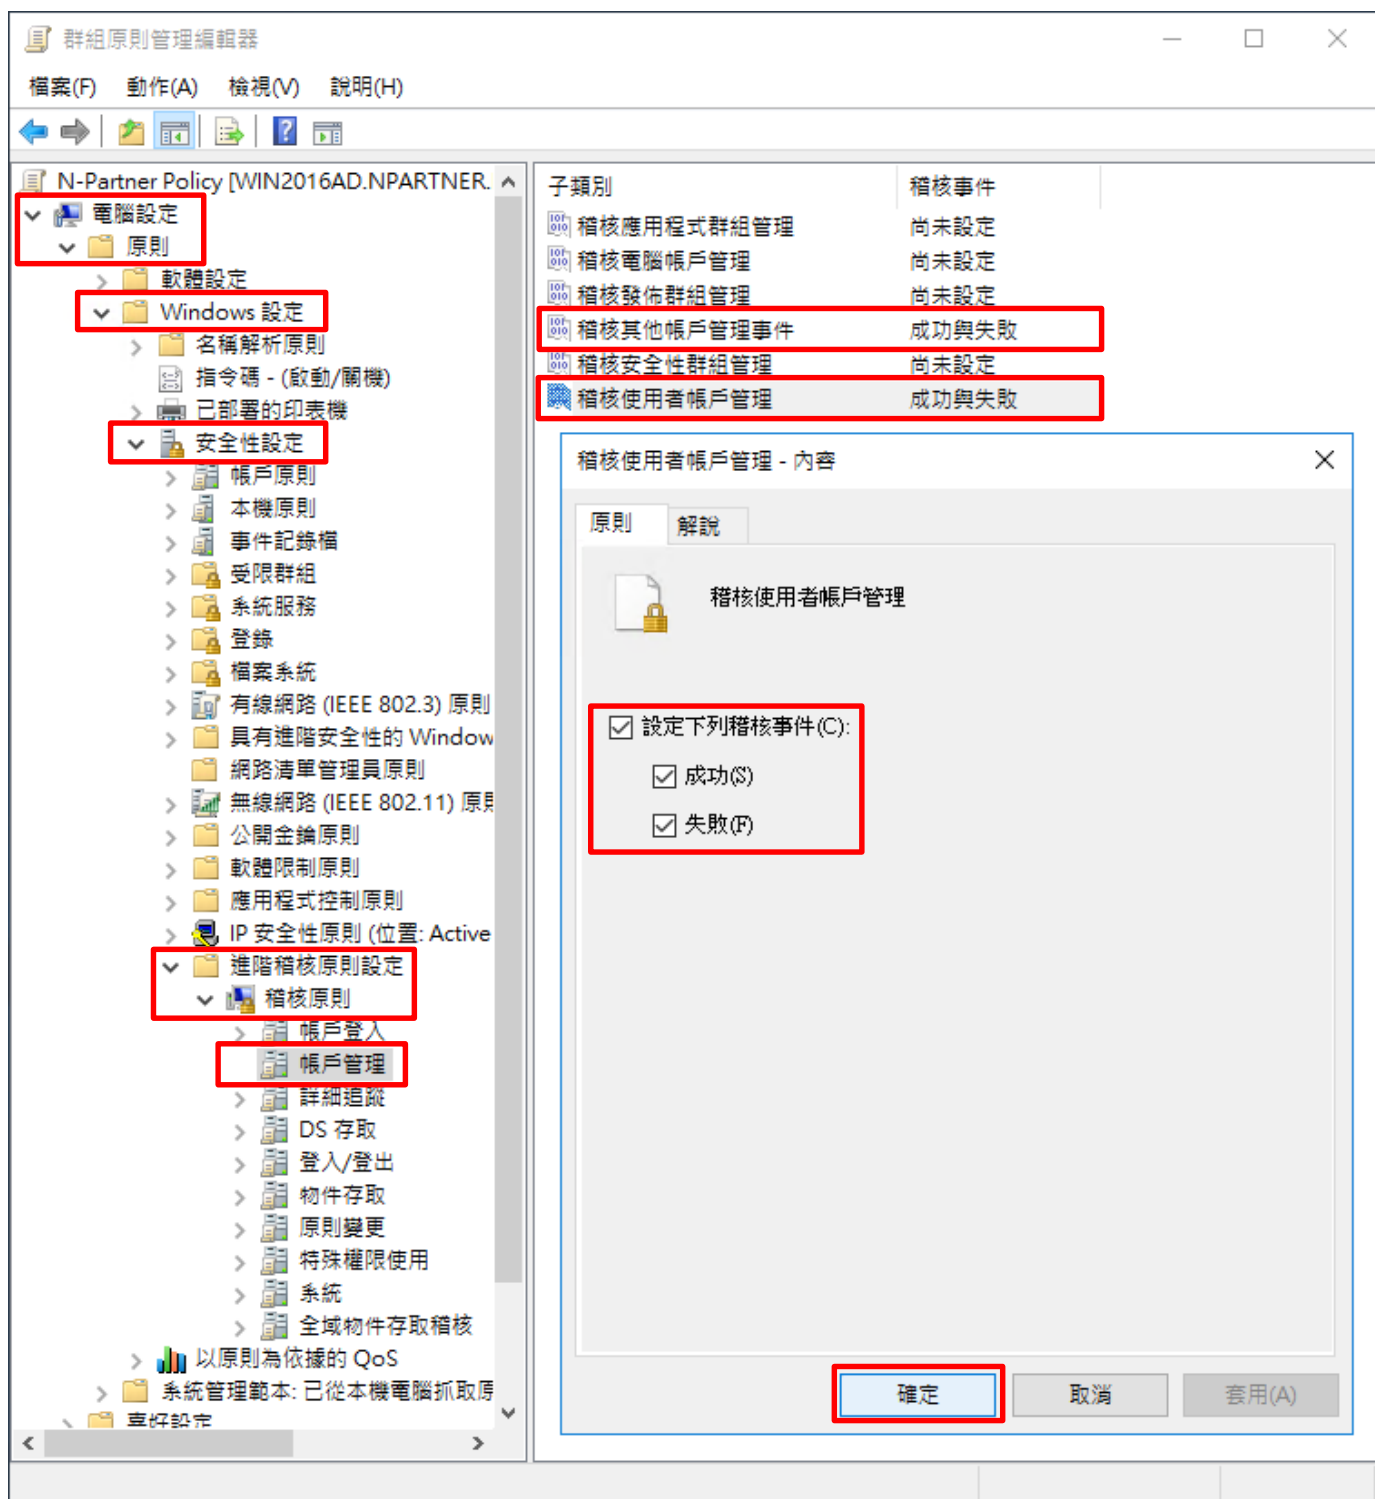 群組原則管理編輯器
檔案(F) 動作(A) 檢視(V) 說明(H)
N-Partner Policy [WIN2016AD.NPARTNER.
電腦設定
原則
軟體設定
Windows 設定
名稱解析原則
指令碼 - (啟動/關機)
已部署的印表機
安全性設定
帳戶原則
本機原則
事件記錄檔
受限群組
系統服務
登錄
檔案系統
有線網路 (IEEE 802.3) 原則
具有進階安全性的 Window
網路清單管理員原則
無線網路 (IEEE 802.11) 原則
公開金鑰原則
軟體限制原則
應用程式控制原則
IP 安全性原則 (位置: Active
進階稽核原則設定
稽核原則
帳戶登入
帳戶管理
詳細追蹤
DS 存取
登入/登出
物件存取
原則變更
特殊權限使用
系統
全域物件存取稽核
以原則為依據的 QoS
系統管理範本: 已從本機電腦抓取原
喜好設定
子類別 稽核事件
稽核應用程式群組管理 尚未設定
稽核電腦帳戶管理 尚未設定
稽核發佈群組管理 尚未設定
稽核其他帳戶管理事件 成功與失敗
稽核安全性群組管理 尚未設定
稽核使用者帳戶管理 成功與失敗
稽核使用者帳戶管理 - 內容
原則 解說
稽核使用者帳戶管理
設定下列稽核事件(C):
成功(S)
失敗(F)
確定 取消 套用(A)